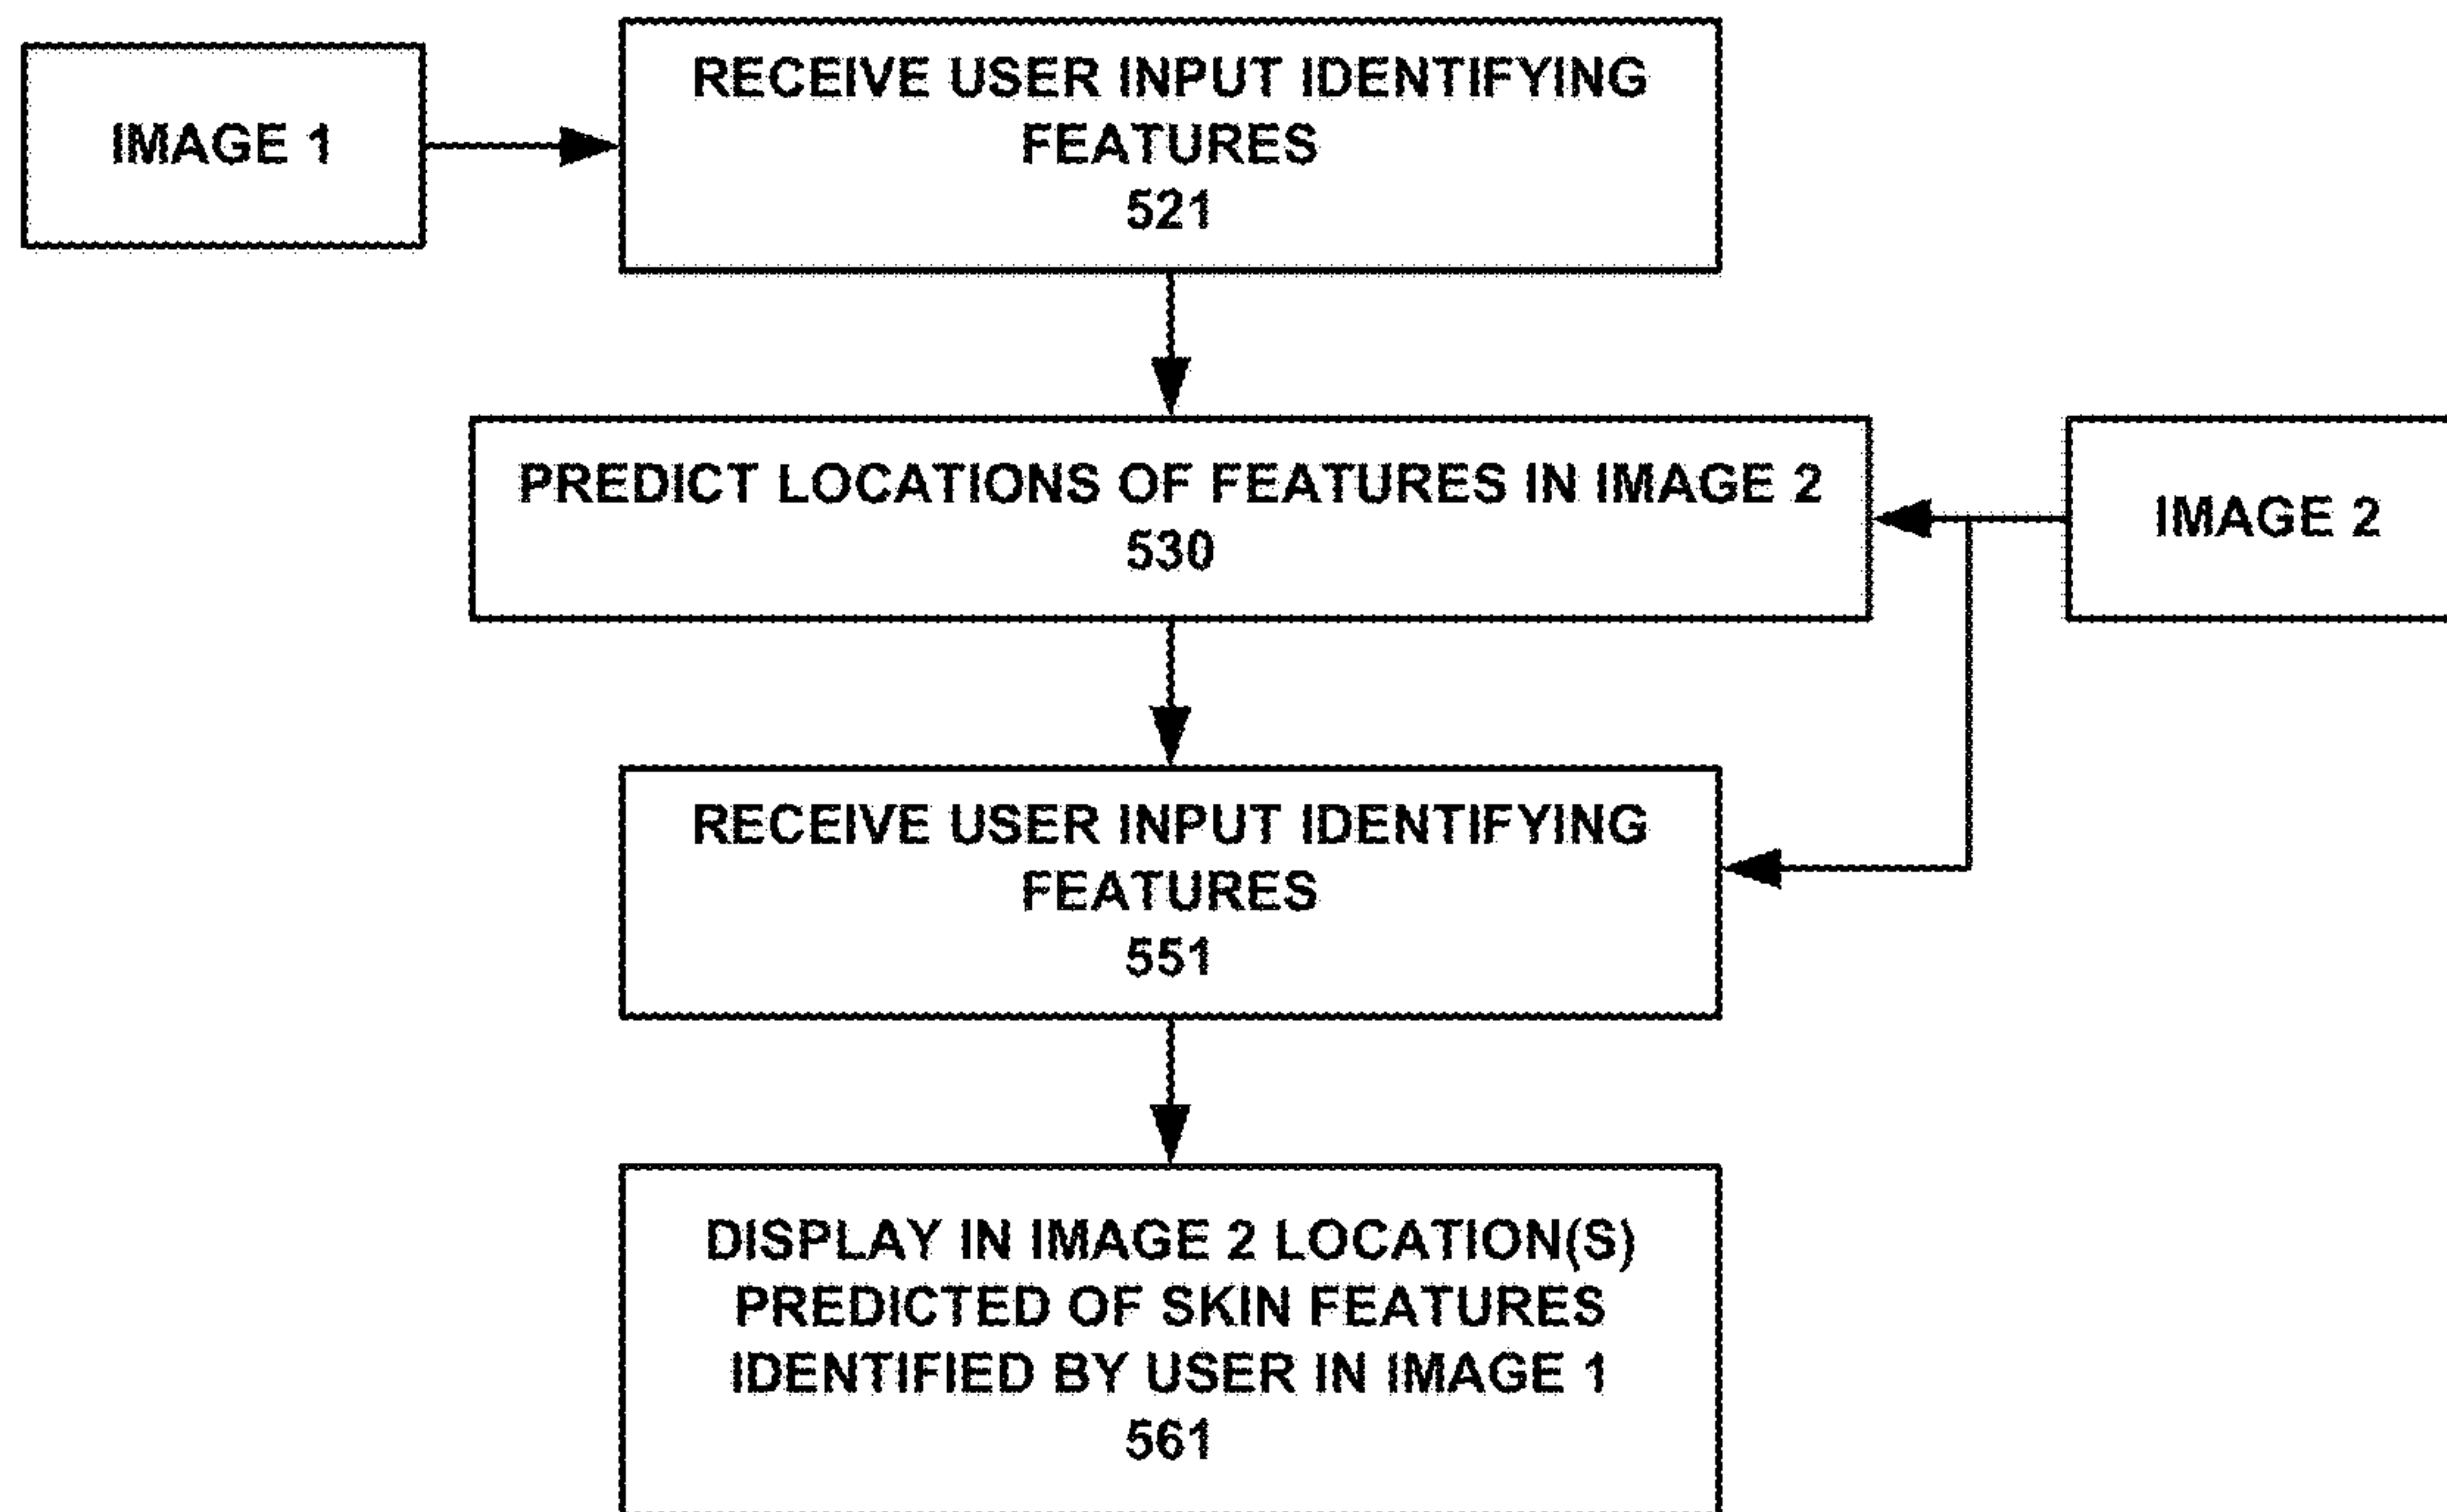 IMAGE 1
RECEIVE USER INPUT IDENTIFYING
FEATURES
521
PREDICT LOCATIONS OF FEATURES IN IMAGE 2
530
IMAGE 2
RECEIVE USER INPUT IDENTIFYING
FEATURES
551
DISPLAY IN IMAGE 2 LOCATION(S)
PREDICTED OF SKIN FEATURES
IDENTIFIED BY USER IN IMAGE 1
561